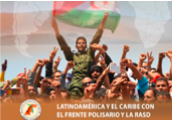 LATINOAMÉRICA Y EL CARIBE CON
EL FRENTE POLISARIO Y LA RASD